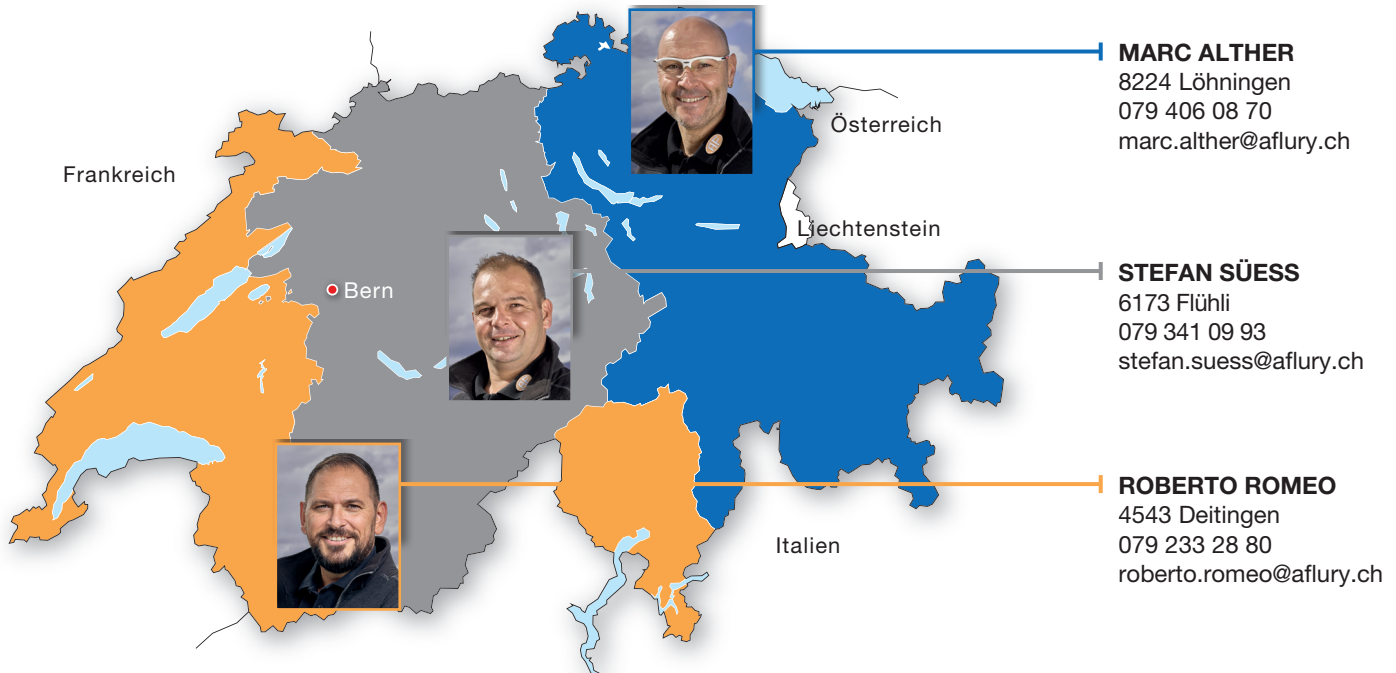 MARC ALTHER
8224 Löhningen
079 406 08 70
marc.alther@aflury.ch
Österreich
Frankreich
Liechtenstein
STEFAN SÜESS
6173 Flühli
079 341 09 93
stefan.suess@aflury.ch
Bern
ROBERTO ROMEO
4543 Deitingen
079 233 28 80
roberto.romeo@aflury.ch
Italien